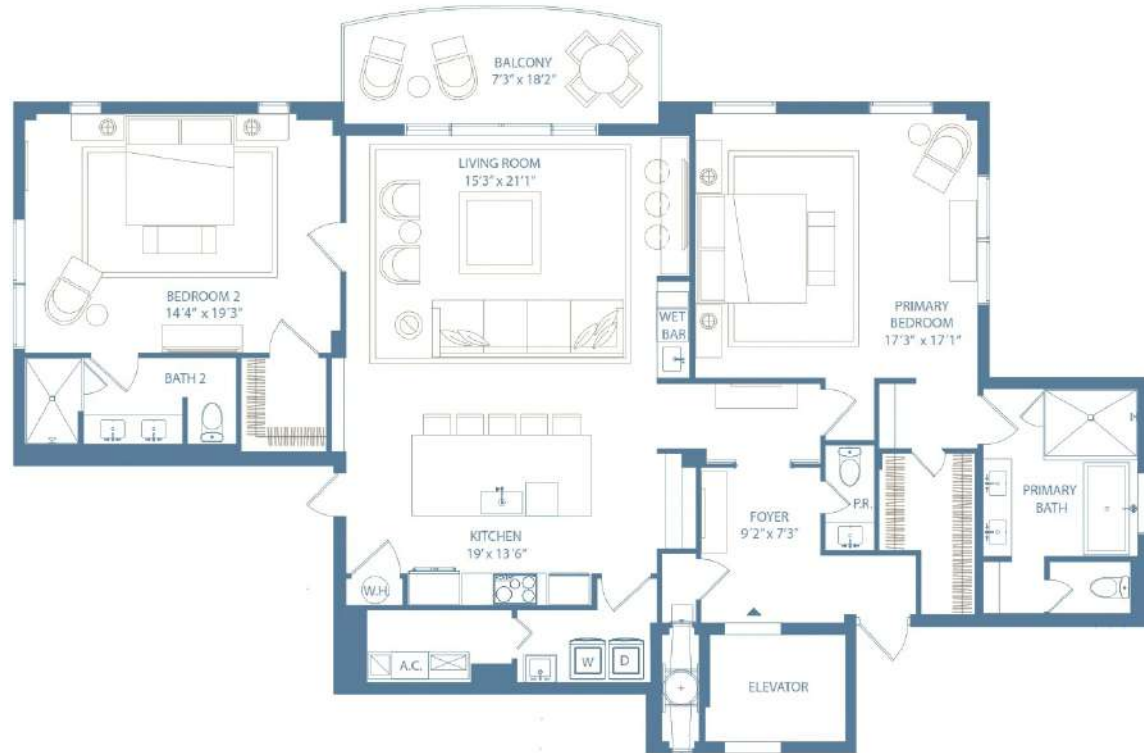 BALCONY
7'3" x 18'2"
LIVING ROOM
15'3" x 21'1"
BEDROOM 2
14'4" x 19'3"
WET
BAR
PRIMARY
BEDROOM
17'3" x 17'1"
BATH 2
PRIMARY
BATH
P.R.
FOYER
9'2" x 7'3"
KITCHEN
19' x 13'6"
W.H.
A.C.
W
D
ELEVATOR